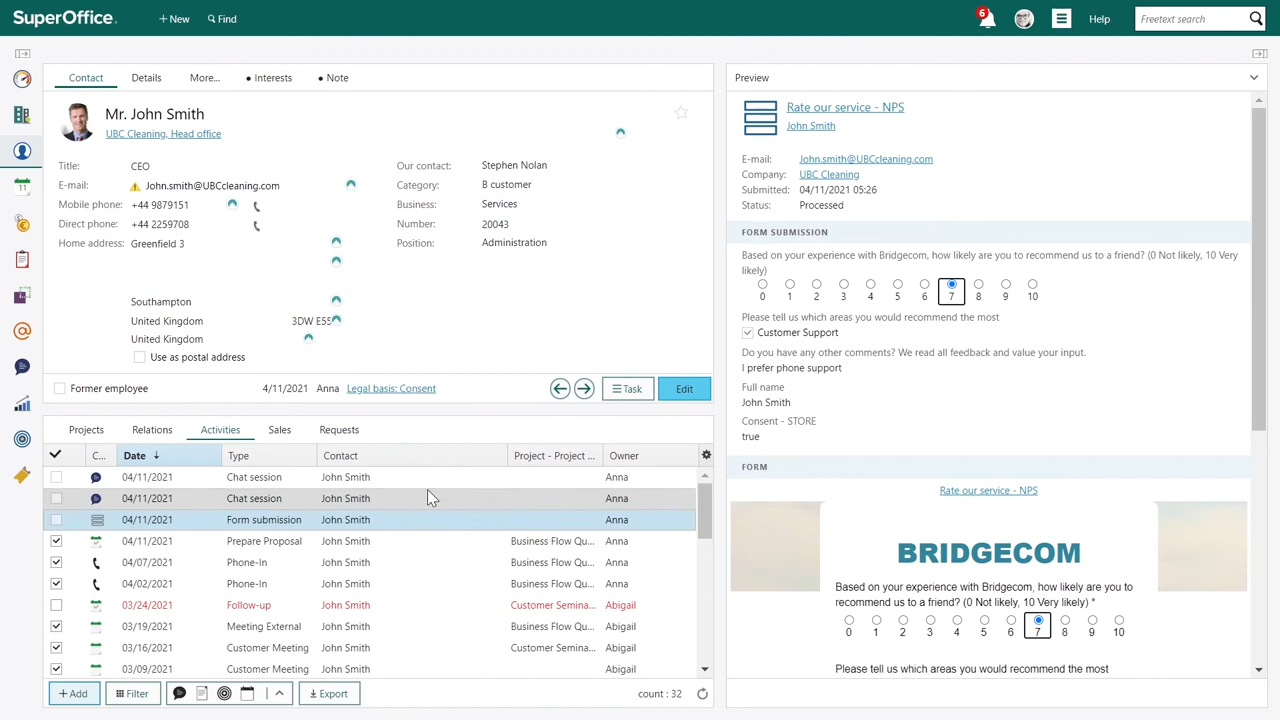 SuperOffice
+ New
Find
6
Help
Freetext search
Contact
Details
More...
• Interests
• Note
Mr. John Smith
UBC Cleaning, Head office
Title:
CEO
E-mail:
John.smith@UBCcleaning.com
Mobile phone:
+44 9879151
Direct phone:
+44 2259708
Home address:
Greenfield 3
Southampton
United Kingdom
3DW E55
United Kingdom
Use as postal address
Our contact:
Stephen Nolan
Category:
B customer
Business:
Services
Number:
20043
Position:
Administration
Former employee
4/11/2021
Anna
Legal basis: Consent
Task
Edit
11
Projects
Relations
Activities
Sales
Requests
C...
Date
Type
Contact
Project - Project ...
Owner
04/11/2021 Chat session John Smith Anna
04/11/2021 Chat session John Smith Anna
04/11/2021 Form submission John Smith Anna
04/11/2021 Prepare Proposal John Smith Business Flow Qu... Anna
04/07/2021 Phone-In John Smith Business Flow Qu... Anna
04/02/2021 Phone-In John Smith Business Flow Qu... Anna
03/24/2021 Follow-up John Smith Customer Semina... Abigail
03/19/2021 Meeting External John Smith Business Flow Qu... Abigail
03/16/2021 Customer Meeting John Smith Customer Semina... Abigail
03/09/2021 Customer Meeting John Smith Abigail
+ Add
Filter
Export
count : 32
Preview
Rate our service - NPS
John Smith
E-mail:
John.smith@UBCcleaning.com
Company:
UBC Cleaning
Submitted:
04/11/2021 05:26
Status:
Processed
FORM SUBMISSION
Based on your experience with Bridgecom, how likely are you to recommend us to a friend? (0 Not likely, 10 Very
likely)
0 1 2 3 4 5 6 7 8 9 10
Please tell us which areas you would recommend the most
Customer Support
Do you have any other comments? We read all feedback and value your input.
I prefer phone support
Full name
John Smith
Consent - STORE
true
FORM
Rate our service - NPS
BRIDGECOM
Based on your experience with Bridgecom, how likely are you to
recommend us to a friend? (0 Not likely, 10 Very likely) *
0 1 2 3 4 5 6 7 8 9 10
Please tell us which areas you would recommend the most